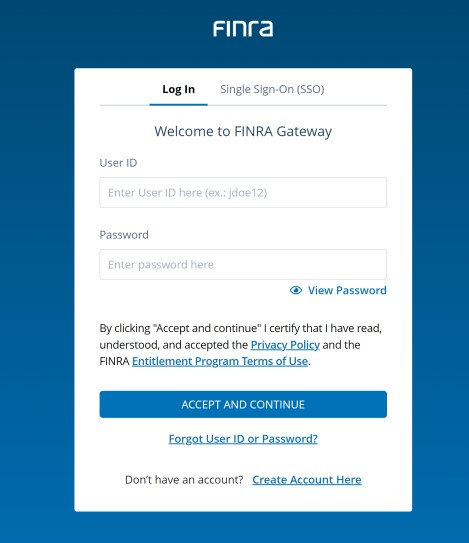 FINRA
Log In
Single Sign-On (SSO)
Welcome to FINRA Gateway
User ID
Enter User ID here (ex.: jdoe12)
Password
Enter password here
View Password
By clicking "Accept and continue" I certify that I have read,
understood, and accepted the Privacy Policy and the
FINRA Entitlement Program Terms of Use.
ACCEPT AND CONTINUE
Forgot User ID or Password?
Don't have an account? Create Account Here